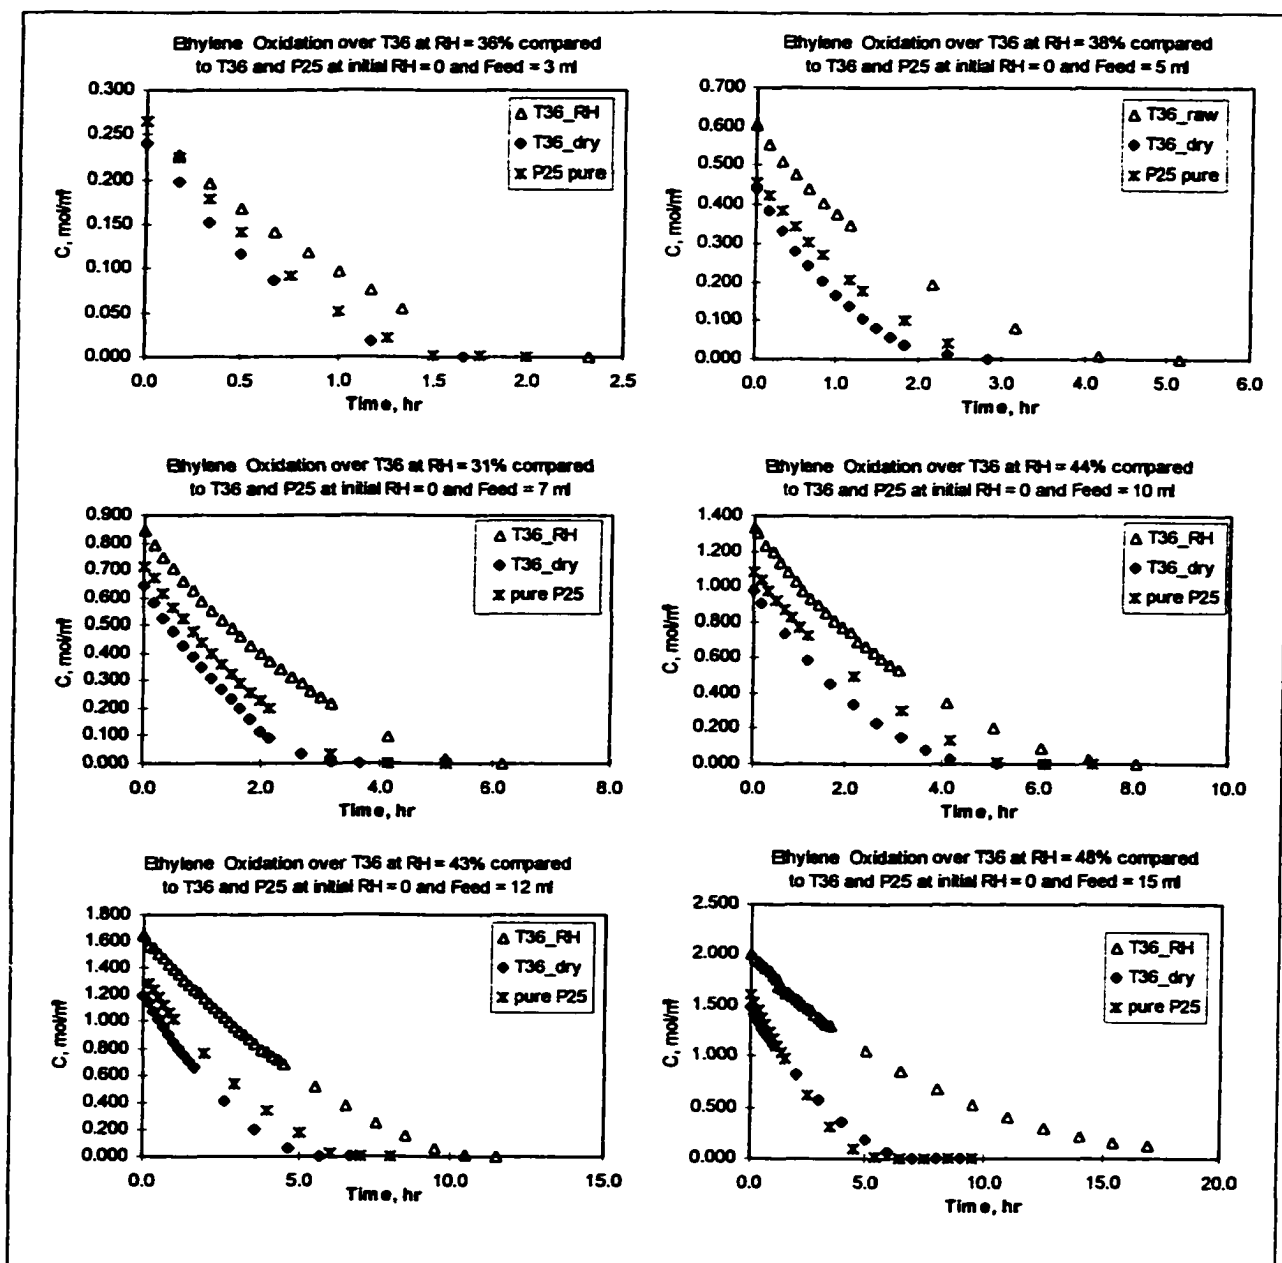 Ethylene Oxidation over T36 at RH = 36% compared
to T36 and P25 at initial RH = 0 and Feed = 3 ml
0.300
0.250
0.200
0.150
0.100
0.050
0.000
C, mol/m³
T36_RH
T36_dry
P25 pure
0.0 0.5 1.0 1.5 2.0 2.5
Time, hr
Ethylene Oxidation over T36 at RH = 38% compared
to T36 and P25 at initial RH = 0 and Feed = 5 ml
0.700
0.600
0.500
0.400
0.300
0.200
0.100
0.000
C, mol/m³
T36_raw
T36_dry
P25 pure
0.0 1.0 2.0 3.0 4.0 5.0 6.0
Time, hr
Ethylene Oxidation over T36 at RH = 31% compared
to T36 and P25 at initial RH = 0 and Feed = 7 ml
0.900
0.800
0.700
0.600
0.500
0.400
0.300
0.200
0.100
0.000
C, mol/m³
T36_RH
T36_dry
pure P25
0.0 2.0 4.0 6.0 8.0
Time, hr
Ethylene Oxidation over T36 at RH = 44% compared
to T36 and P25 at initial RH = 0 and Feed = 10 ml
1.400
1.200
1.000
0.800
0.600
0.400
0.200
0.000
C, mol/m³
T36_RH
T36_dry
pure P25
0.0 2.0 4.0 6.0 8.0 10.0
Time, hr
Ethylene Oxidation over T36 at RH = 43% compared
to T36 and P25 at initial RH = 0 and Feed = 12 ml
1.800
1.600
1.400
1.200
1.000
0.800
0.600
0.400
0.200
0.000
C, mol/m³
T36_RH
T36_dry
pure P25
0.0 5.0 10.0 15.0
Time, hr
Ethylene Oxidation over T36 at RH = 48% compared
to T36 and P25 at initial RH = 0 and Feed = 15 ml
2.500
2.000
1.500
1.000
0.500
0.000
C, mol/m³
T36_RH
T36_dry
pure P25
0.0 5.0 10.0 15.0 20.0
Time, hr